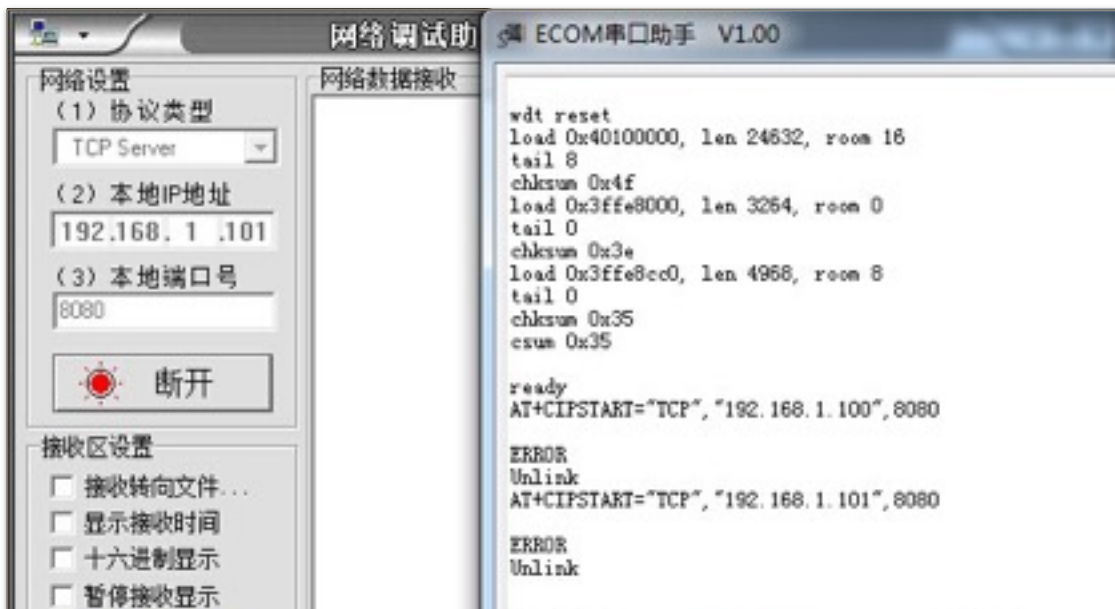 网络调试助
网络设置
（1）协议类型
TCP Server
（2）本地IP地址
192.168. 1 .101
（3）本地端口号
8080
断开
接收区设置
接收转向文件...
显示接收时间
十六进制显示
暂停接收显示
网络数据接收
ECOM串口助手 V1.00
wdt reset
load 0x40100000, len 24632, room 16
tail 8
chksum 0x4f
load 0x3ffe8000, len 3264, room 0
tail 0
chksum 0x3e
load 0x3ffe8cc0, len 4968, room 8
tail 0
chksum 0x35
csum 0x35
ready
AT+CIPSTART="TCP","192.168.1.100",8080
ERROR
Unlink
AT+CIPSTART="TCP","192.168.1.101",8080
ERROR
Unlink